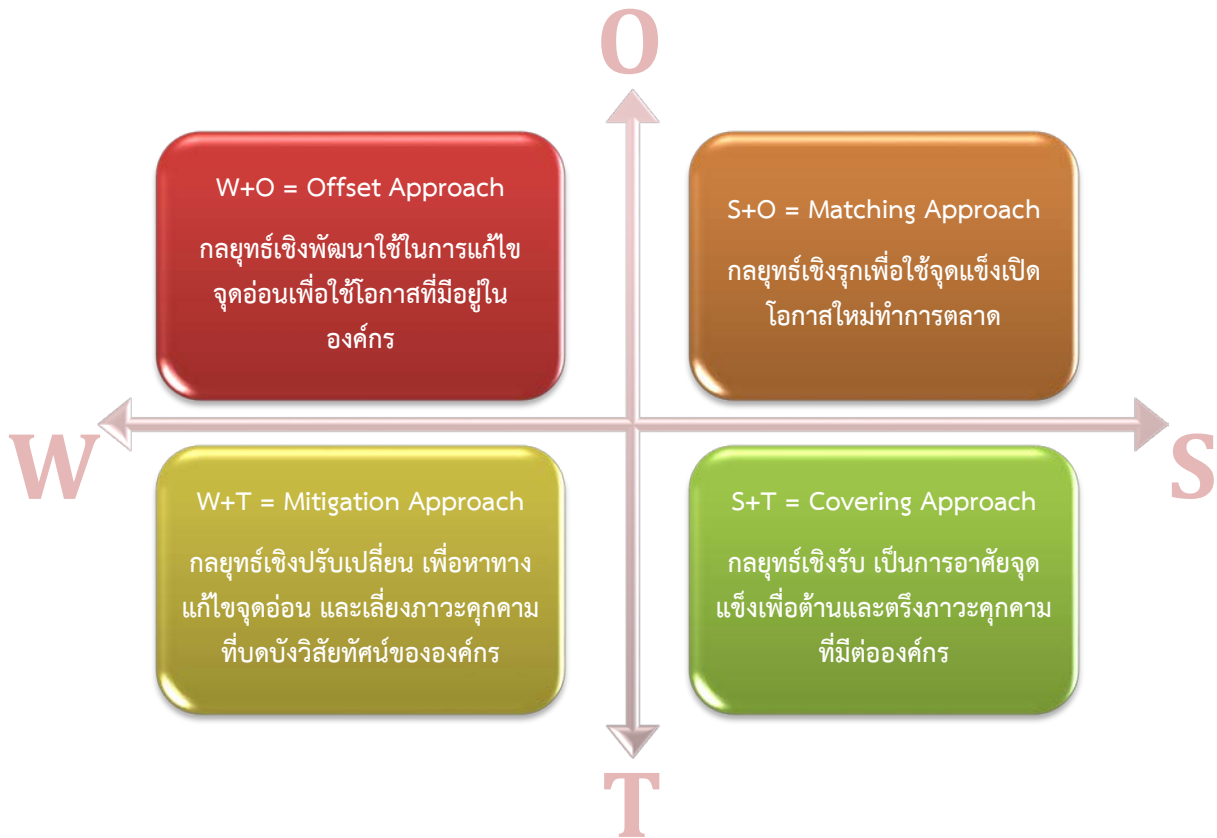 O
W+O = Offset Approach
กลยุทธ์เชิงพัฒนาใช้ในการแก้ไข
จุดอ่อนเพื่อใช้โอกาสที่มีอยู่ใน
องค์กร
S+O = Matching Approach
กลยุทธ์เชิงรุกเพื่อใช้จุดแข็งเปิด
โอกาสใหม่ทำการตลาด
W
S
W+T = Mitigation Approach
กลยุทธ์เชิงปรับเปลี่ยน เพื่อหาทาง
แก้ไขจุดอ่อน และเลี่ยงภาวะคุกคาม
ที่บดบังวิสัยทัศน์ขององค์กร
S+T = Covering Approach
กลยุทธ์เชิงรับ เป็นการอาศัยจุด
แข็งเพื่อต้านและตรึงภาวะคุกคาม
ที่มีต่อองค์กร
T